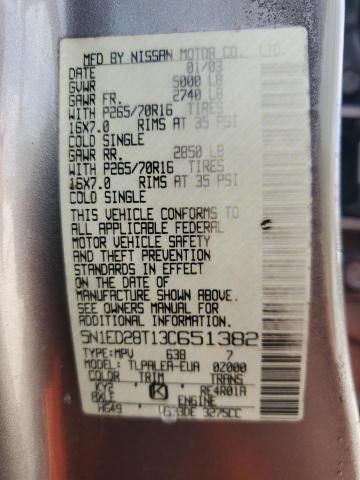 MFD BY NISSAN MOTOR CO., LTD.
DATE 01/03
GVWR 5000 LB
GAWR FR. 2740 LB
WITH P265/70R16 TIRES
16X7.0 RIMS AT 35 PSI
COLD SINGLE
GAWR RR. 2850 LB
WITH P265/70R16 TIRES
16X7.0 RIMS AT 35 PSI
COLD SINGLE
THIS VEHICLE CONFORMS TO
ALL APPLICABLE FEDERAL
MOTOR VEHICLE SAFETY
AND THEFT PREVENTION
STANDARDS IN EFFECT
ON THE DATE OF
MANUFACTURE SHOWN ABOVE.
SEE OWNERS MANUAL FOR
ADDITIONAL INFORMATION
5N1ED28T13C651382
TYPE:MPV 638 7
MODEL: TLPALEA-EUA 02000
COLOR TRIM TRANS
KY2 K RE4R01A
AXLE ENGINE
HG49 VG33DE 3275CC